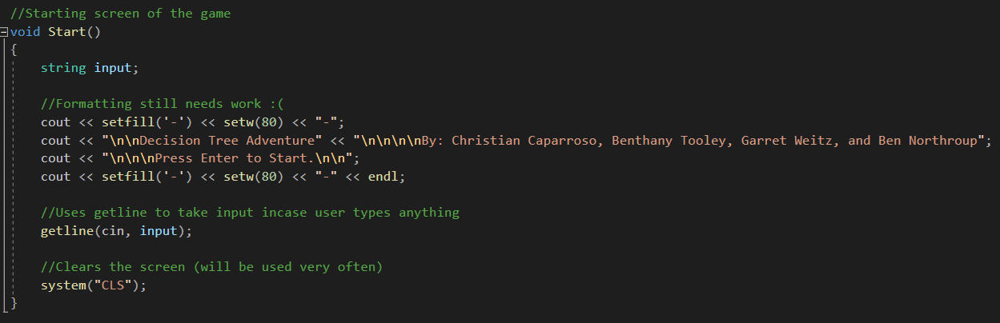 //Starting screen of the game
void Start()
{
string input;
//Formatting still needs work :(
cout << setfill('-') << setw(80) << "-";
cout << "\n\nDecision Tree Adventure" << "\n\n\n\nBy: Christian Caparroso, Benthany Tooley, Garret Weitz, and Ben Northroup";
cout << "\n\n\nPress Enter to Start.\n\n";
cout << setfill('-') << setw(80) << "-" << endl;
//Uses getline to take input incase user types anything
getline(cin, input);
//Clears the screen (will be used very often)
system("CLS");
}